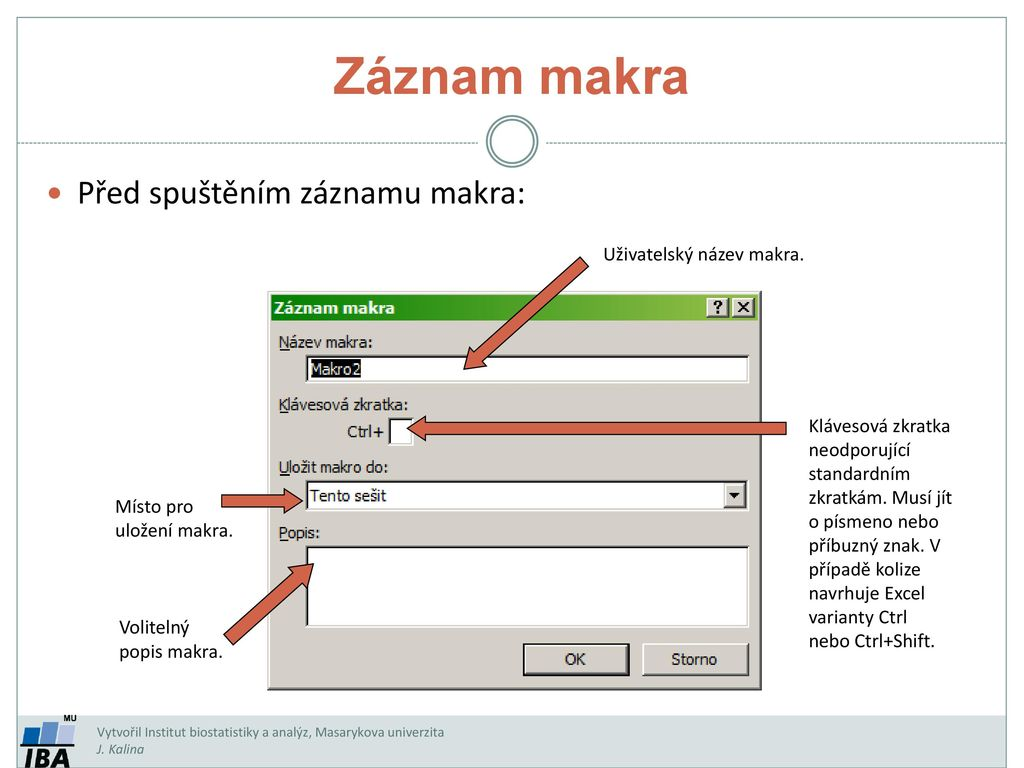 Záznam makra
Před spuštěním záznamu makra:
Uživatelský název makra.
Záznam makra
Název makra:
Makro2
Klávesová zkratka:
Ctrl+
Klávesová zkratka
neodporující
standardním
zkratkám. Musí jít
o písmeno nebo
příbuzný znak. V
případě kolize
navrhuje Excel
varianty Ctrl
nebo Ctrl+Shift.
Uložit makro do:
Tento sešit
Místo pro
uložení makra.
Popis:
Volitelný
popis makra.
OK
Storno
MU
IBA
Vytvořil Institut biostatistiky a analýz, Masarykova univerzita
J. Kalina